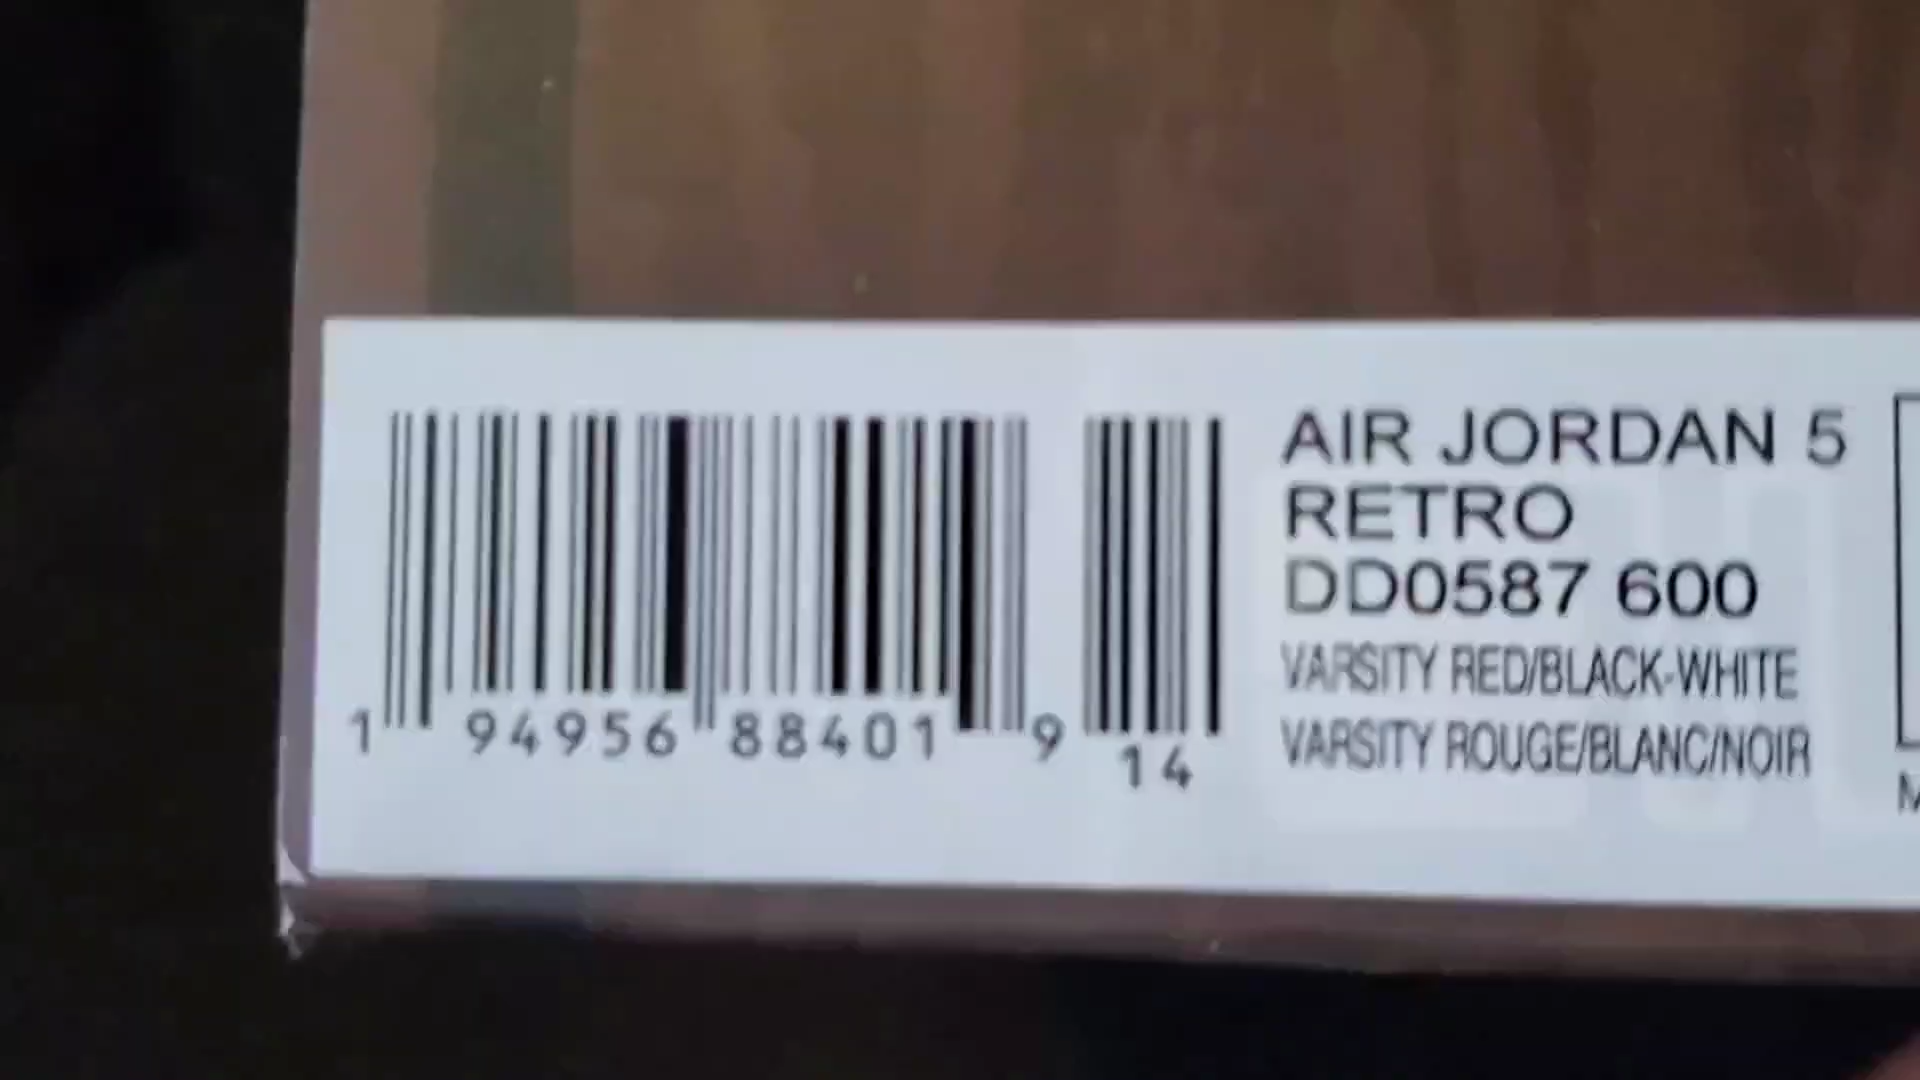 1 94956 88401 9 14
AIR JORDAN 5
RETRO
DD0587 600
VARSITY RED/BLACK-WHITE
VARSITY ROUGE/BLANC/NOIR